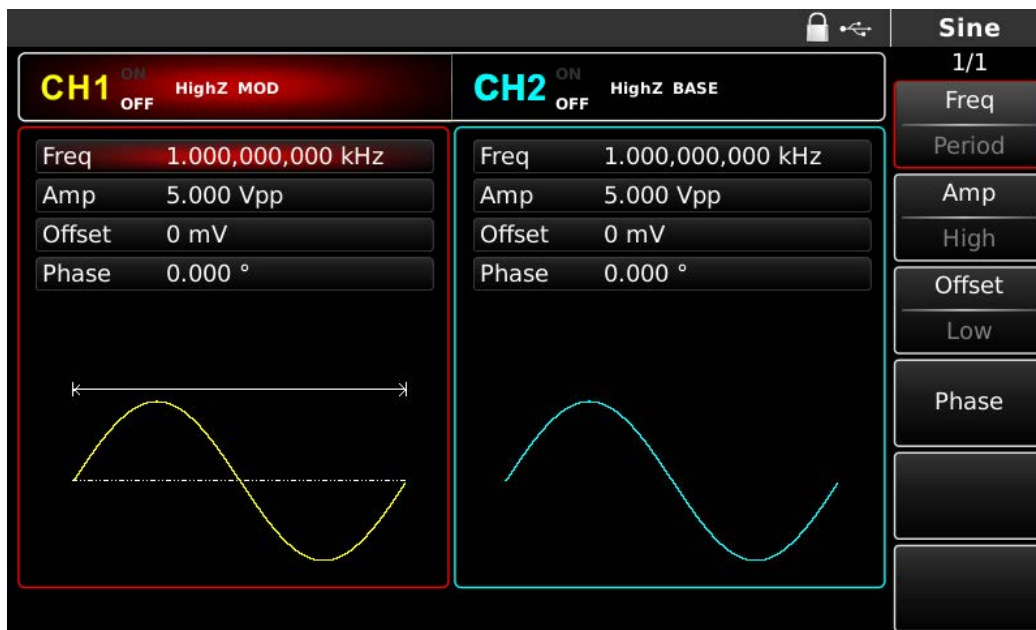 Sine
1/1
CH1 ON OFF HighZ MOD
CH2 ON OFF HighZ BASE
Freq 1.000,000,000 kHz
Amp 5.000 Vpp
Offset 0 mV
Phase 0.000 °
Freq 1.000,000,000 kHz
Amp 5.000 Vpp
Offset 0 mV
Phase 0.000 °
Freq
Period
Amp
High
Offset
Low
Phase